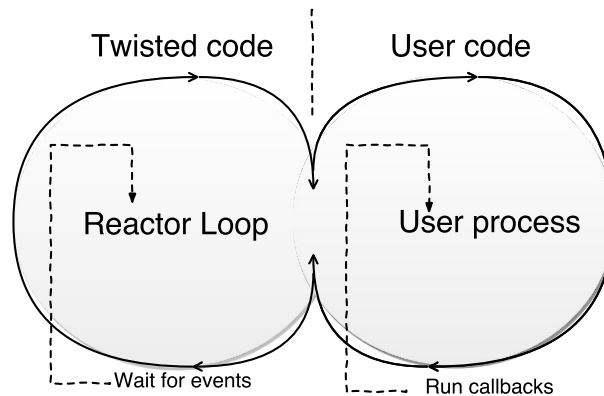 Twisted code
User code
Reactor Loop
User process
Wait for events
Run callbacks